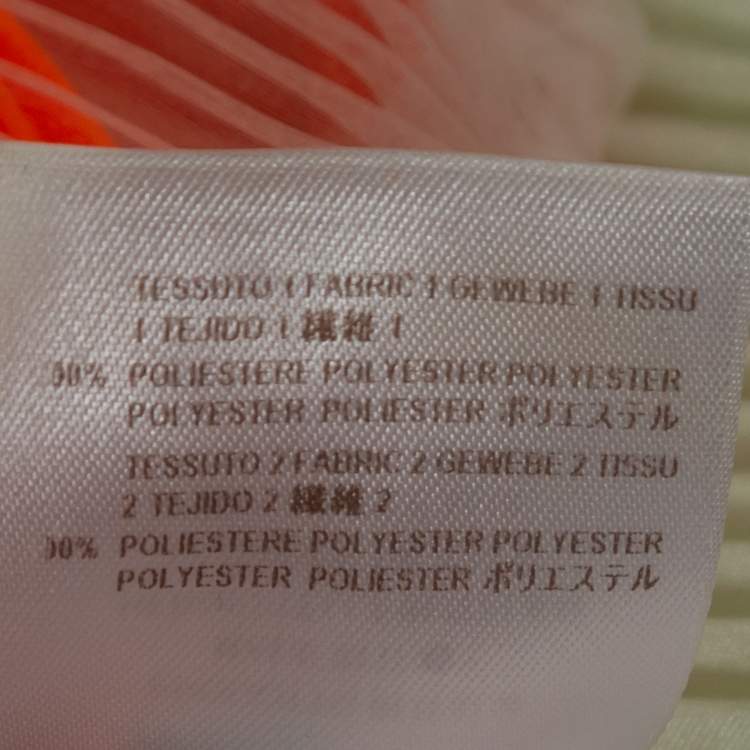 TESSUTO 1 FABRIC 1 GEWEBE 1 TISSU
1 TEJIDO 1 繊維 1
00% POLIESTERE POLYESTER POLYESTER
POLYESTER POLIESTER ポリエステル
TESSUTO 2 FABRIC 2 GEWEBE 2 TISSU
2 TEJIDO 2 繊維 2
00% POLIESTERE POLYESTER POLYESTER
POLYESTER POLIESTER ポリエステル